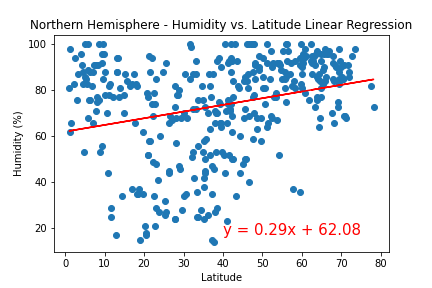 Northern Hemisphere - Humidity vs. Latitude Linear Regression
100
80
60
40
20
Humidity (%)
y = 0.29x + 62.08
0 10 20 30 40 50 60 70 80
Latitude